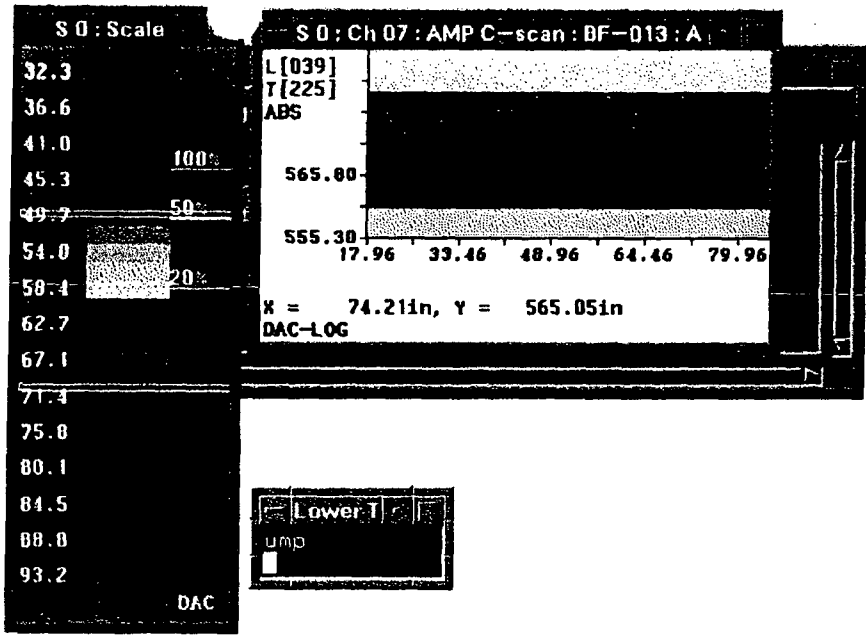 S 0 : Scale
32.3
36.6
41.0
100%
45.3
49.7
50%
54.0
20%
58.4
62.7
67.1
71.4
75.8
80.1
84.5
88.8
93.2
DAC
S 0 : Ch 07 : AMP C-scan : BF-013 : A
L[039]
T[225]
ABS
565.80
555.30
17.96 33.46 48.96 64.46 79.96
X = 74.21in, Y = 565.05in
DAC-LOG
Lower T
ump